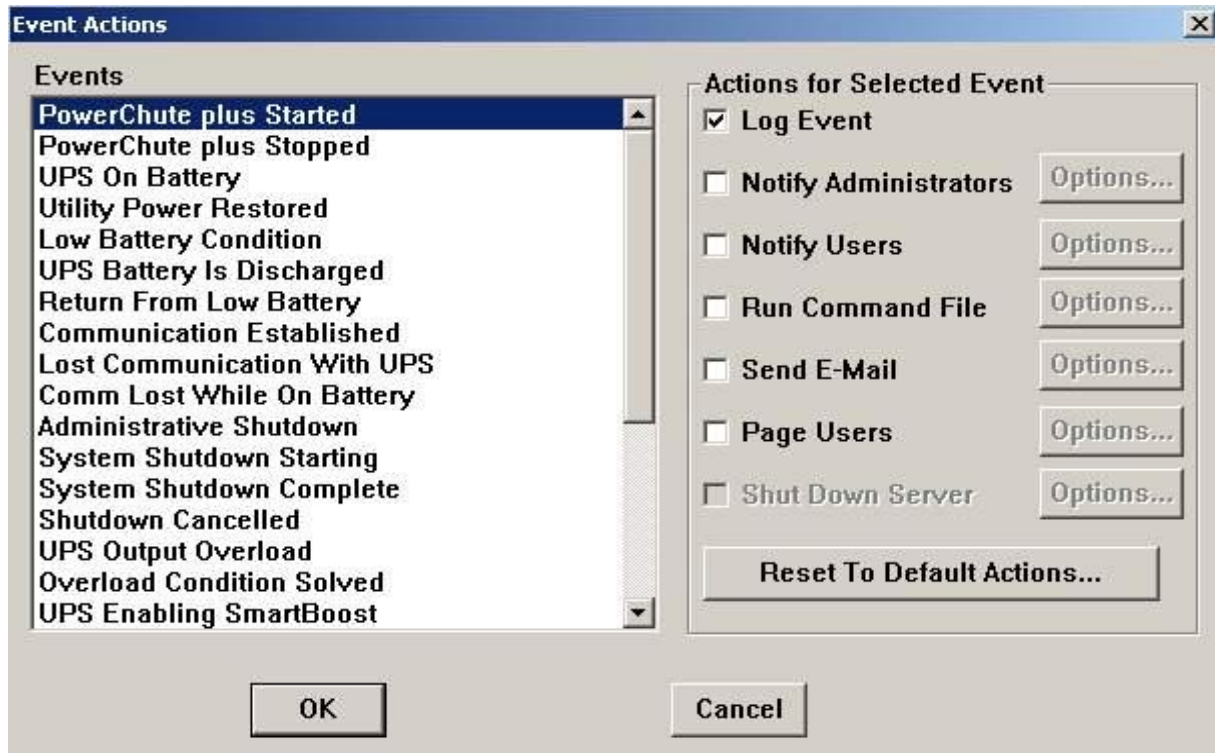 Event Actions
Events
PowerChute plus Started
PowerChute plus Stopped
UPS On Battery
Utility Power Restored
Low Battery Condition
UPS Battery Is Discharged
Return From Low Battery
Communication Established
Lost Communication With UPS
Comm Lost While On Battery
Administrative Shutdown
System Shutdown Starting
System Shutdown Complete
Shutdown Cancelled
UPS Output Overload
Overload Condition Solved
UPS Enabling SmartBoost
Actions for Selected Event
Log Event
Notify Administrators Options...
Notify Users Options...
Run Command File Options...
Send E-Mail Options...
Page Users Options...
Shut Down Server Options...
Reset To Default Actions...
OK Cancel